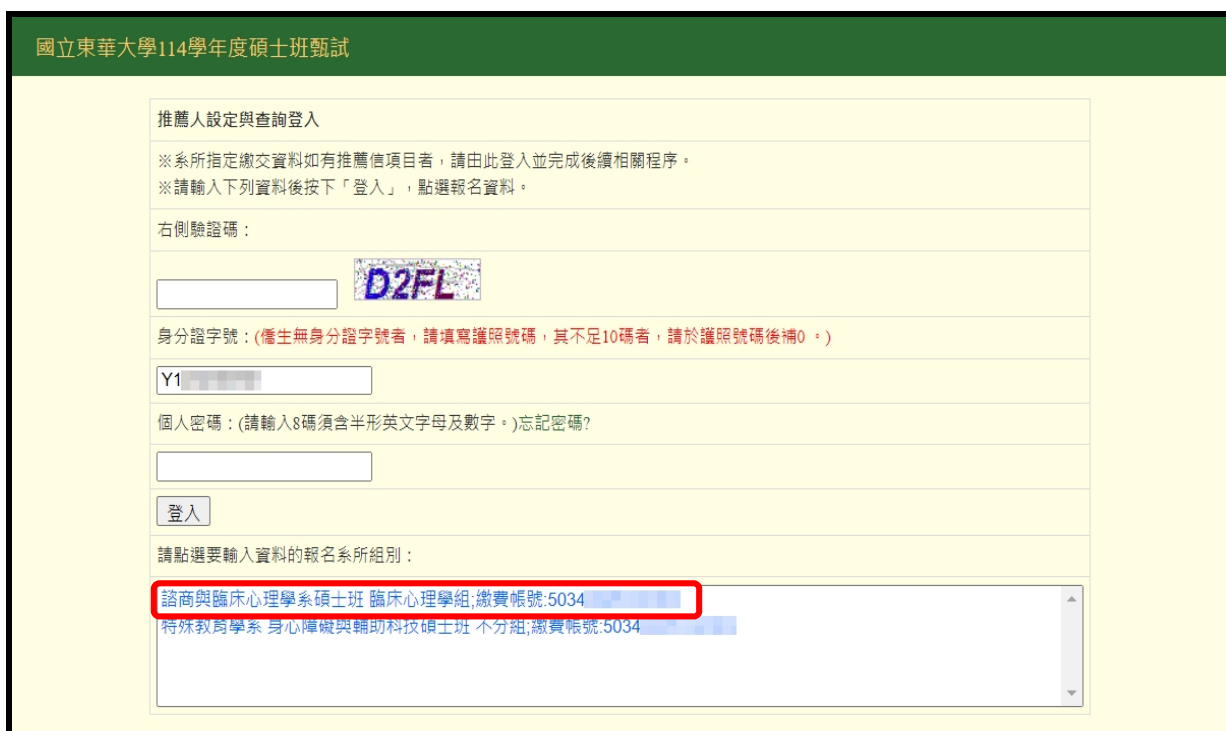 國立東華大學114學年度碩士班甄試
推薦人設定與查詢登入
※系所指定繳交資料如有推薦信項目者，請由此登入並完成後續相關程序。
※請輸入下列資料後按下「登入」，點選報名資料。
右側驗證碼：
D2FL
身分證字號：(僑生無身分證字號者，請填寫護照號碼，其不足10碼者，請於護照號碼後補0 。)
Y1
個人密碼：(請輸入8碼須含半形英文字母及數字。)忘記密碼?
登入
請點選要輸入資料的報名系所組別：
諮商與臨床心理學系碩士班 臨床心理學組;繳費帳號:5034
特殊教育學系 身心障礙與輔助科技碩士班 不分組;繳費帳號:5034